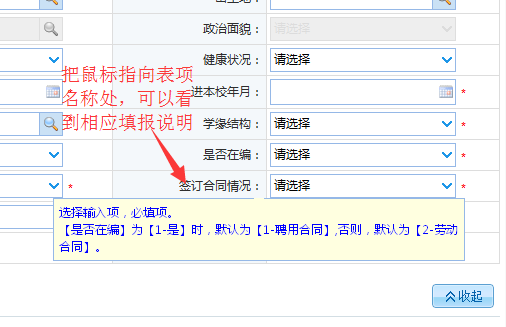 政治面貌：
健康状况： 请选择
把鼠标指向表项
进本校年月： *
名称处，可以看
到相应填报说明
学缘结构： 请选择 *
是否在编： 请选择 *
* 签订合同情况： 请选择 *
选择输入项，必填项。
【是否在编】为【1-是】时，默认为【1-聘用合同】,否则，默认为【2-劳动
合同】。
收起